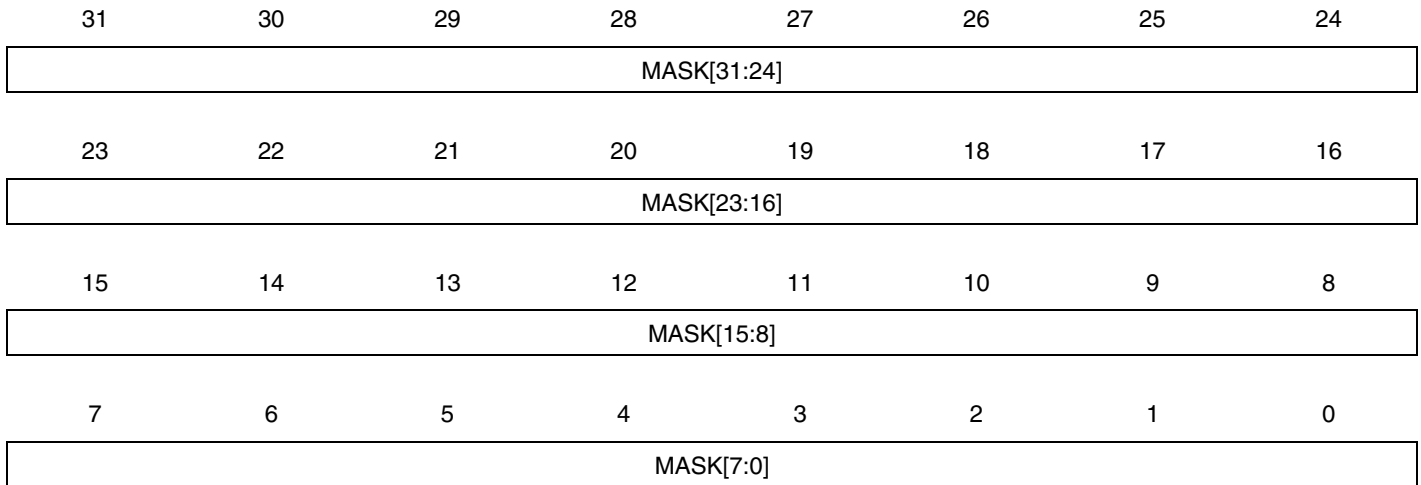 31 30 29 28 27 26 25 24
MASK[31:24]
23 22 21 20 19 18 17 16
MASK[23:16]
15 14 13 12 11 10 9 8
MASK[15:8]
7 6 5 4 3 2 1 0
MASK[7:0]